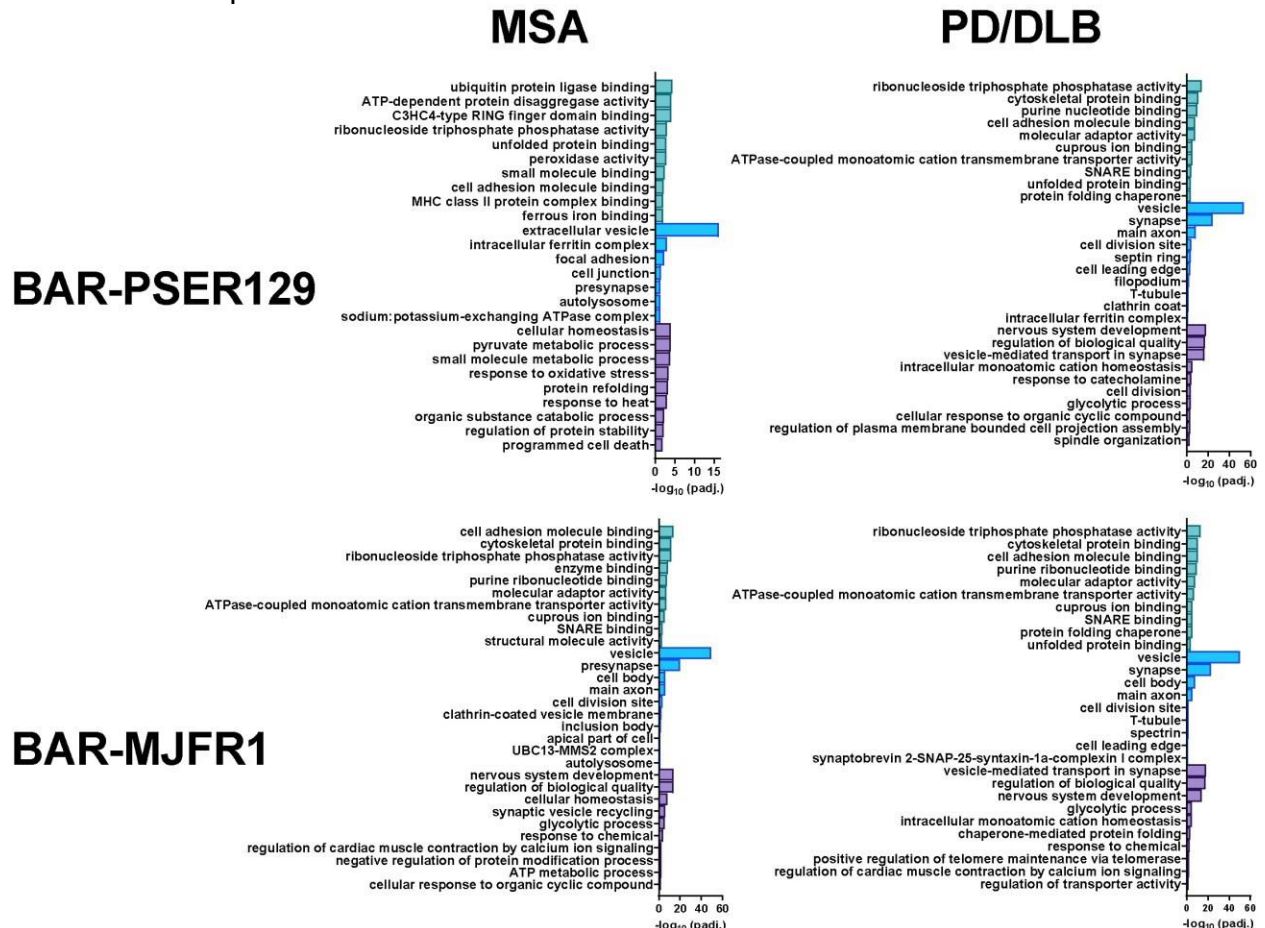 MSA
PD/DLB
BAR-PSER129
ubiquitin protein ligase binding
ATP-dependent protein disaggregase activity
C3HC4-type RING finger domain binding
ribonucleoside triphosphate phosphatase activity
unfolded protein binding
peroxidase activity
small molecule binding
cell adhesion molecule binding
MHC class II protein complex binding
ferrous iron binding
extracellular vesicle
intracellular ferritin complex
focal adhesion
cell junction
presynapse
autolysosome
sodium:potassium-exchanging ATPase complex
cellular homeostasis
pyruvate metabolic process
small molecule metabolic process
response to oxidative stress
protein refolding
response to heat
organic substance catabolic process
regulation of protein stability
programmed cell death
0 5 10 15
-log10 (padj.)
ribonucleoside triphosphate phosphatase activity
cytoskeletal protein binding
purine nucleotide binding
cell adhesion molecule binding
molecular adaptor activity
cuprous ion binding
ATPase-coupled monoatomic cation transmembrane transporter activity
SNARE binding
unfolded protein binding
protein folding chaperone
vesicle
synapse
main axon
cell division site
septin ring
cell leading edge
filopodium
T-tubule
clathrin coat
intracellular ferritin complex
nervous system development
regulation of biological quality
vesicle-mediated transport in synapse
intracellular monoatomic cation homeostasis
response to catecholamine
cell division
glycolytic process
cellular response to organic cyclic compound
regulation of plasma membrane bounded cell projection assembly
spindle organization
0 20 40 60
-log10 (padj.)
BAR-MJFR1
cell adhesion molecule binding
cytoskeletal protein binding
ribonucleoside triphosphate phosphatase activity
enzyme binding
purine ribonucleotide binding
molecular adaptor activity
ATPase-coupled monoatomic cation transmembrane transporter activity
cuprous ion binding
SNARE binding
structural molecule activity
vesicle
presynapse
cell body
main axon
cell division site
clathrin-coated vesicle membrane
inclusion body
apical part of cell
UBC13-MMS2 complex
autolysosome
nervous system development
regulation of biological quality
cellular homeostasis
synaptic vesicle recycling
glycolytic process
response to chemical
regulation of cardiac muscle contraction by calcium ion signaling
negative regulation of protein modification process
ATP metabolic process
cellular response to organic cyclic compound
0 20 40 60
-log10 (padj.)
ribonucleoside triphosphate phosphatase activity
cytoskeletal protein binding
cell adhesion molecule binding
purine ribonucleotide binding
molecular adaptor activity
ATPase-coupled monoatomic cation transmembrane transporter activity
cuprous ion binding
SNARE binding
protein folding chaperone
unfolded protein binding
vesicle
synapse
cell body
main axon
cell division site
T-tubule
spectrin
cell leading edge
synaptobrevin 2-SNAP-25-syntaxin-1a-complexin I complex
vesicle-mediated transport in synapse
regulation of biological quality
nervous system development
glycolytic process
intracellular monoatomic cation homeostasis
chaperone-mediated protein folding
response to chemical
positive regulation of telomere maintenance via telomerase
regulation of cardiac muscle contraction by calcium ion signaling
regulation of transporter activity
0 20 40 60
-log10 (padj.)